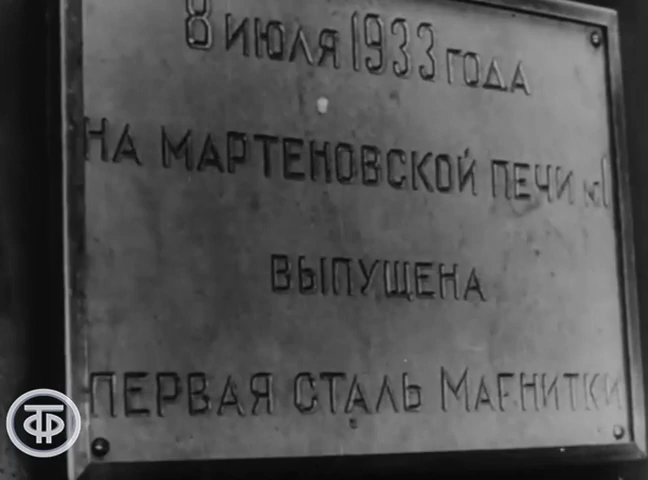 8 ИЮЛЯ 1933 ГОДА
НА МАРТЕНОВСКОЙ ПЕЧИ №1
ВЫПУЩЕНА
ПЕРВАЯ СТАЛЬ МАГНИТКИ